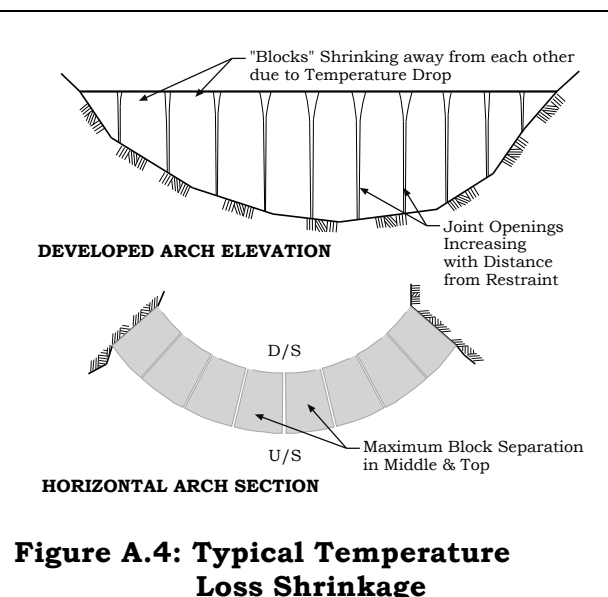 "Blocks" Shrinking away from each other
due to Temperature Drop
Joint Openings
Increasing
with Distance
from Restraint
DEVELOPED ARCH ELEVATION
D/S
U/S
Maximum Block Separation
in Middle & Top
HORIZONTAL ARCH SECTION
Figure A.4: Typical Temperature
Loss Shrinkage